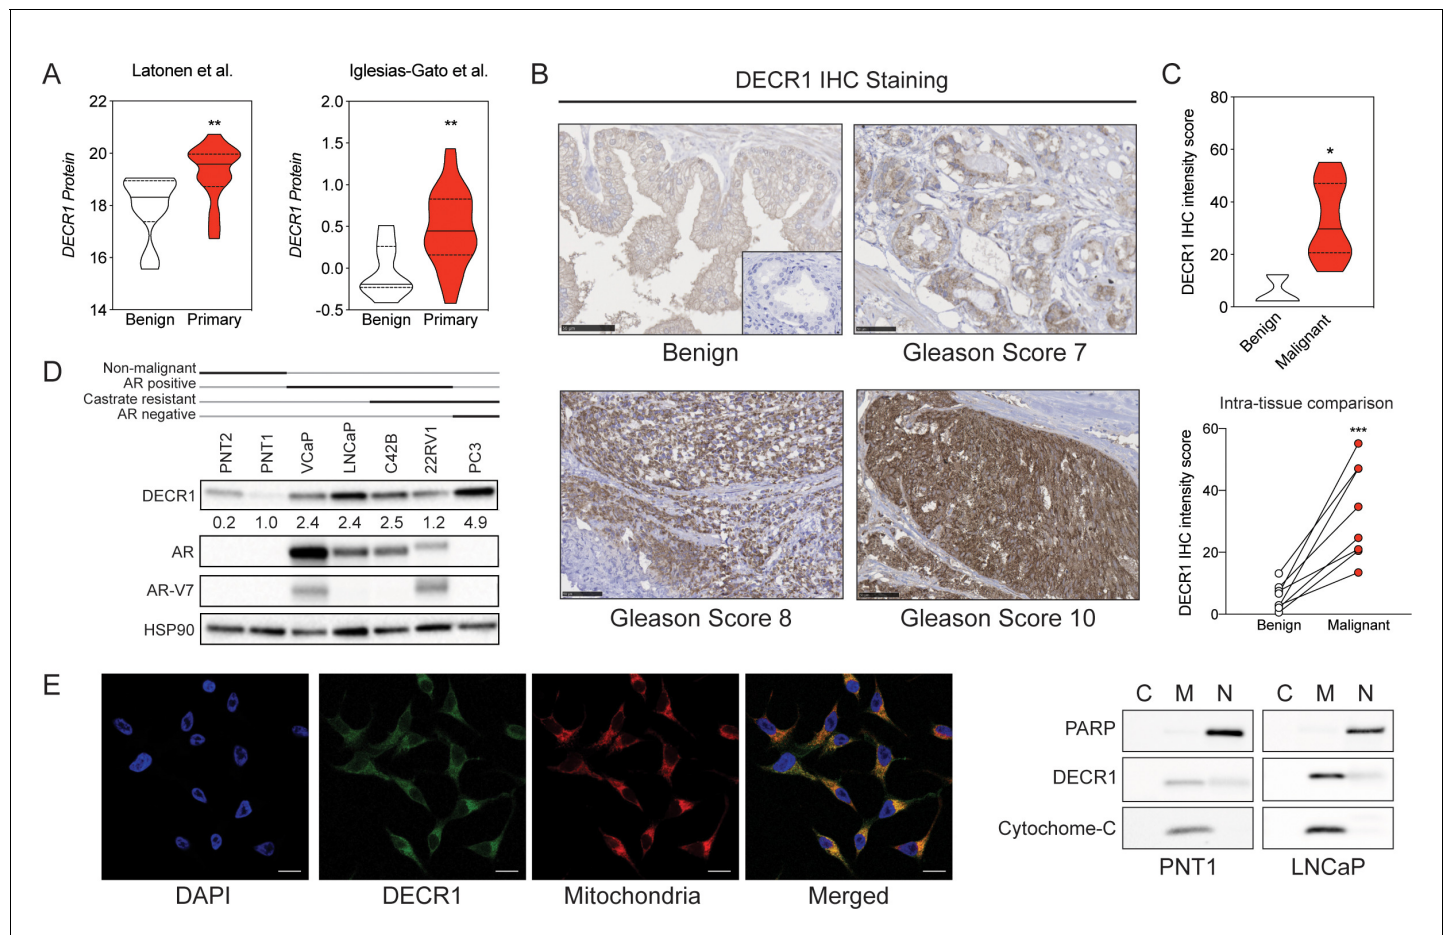 A
Latonen et al.
DECR1 Protein
22
20
18
16
14
**
Benign Primary
Iglesias-Gato et al.
DECR1 Protein
2.0
1.5
1.0
0.5
0.0
-0.5
**
Benign Primary
B
DECR1 IHC Staining
Benign
Gleason Score 7
Gleason Score 8
Gleason Score 10
C
DECR1 IHC intensity score
80
60
40
20
0
*
Benign
Malignant
Intra-tissue comparison
DECR1 IHC intensity score
60
40
20
0
***
Benign Malignant
D
Non-malignant
AR positive
Castrate resistant
AR negative
PNT2 PNT1 VCaP LNCaP C42B 22RV1 PC3
DECR1
0.2 1.0 2.4 2.4 2.5 1.2 4.9
AR
AR-V7
HSP90
E
DAPI
DECR1
Mitochondria
Merged
C M N C M N
PARP
DECR1
Cytochome-C
PNT1 LNCaP